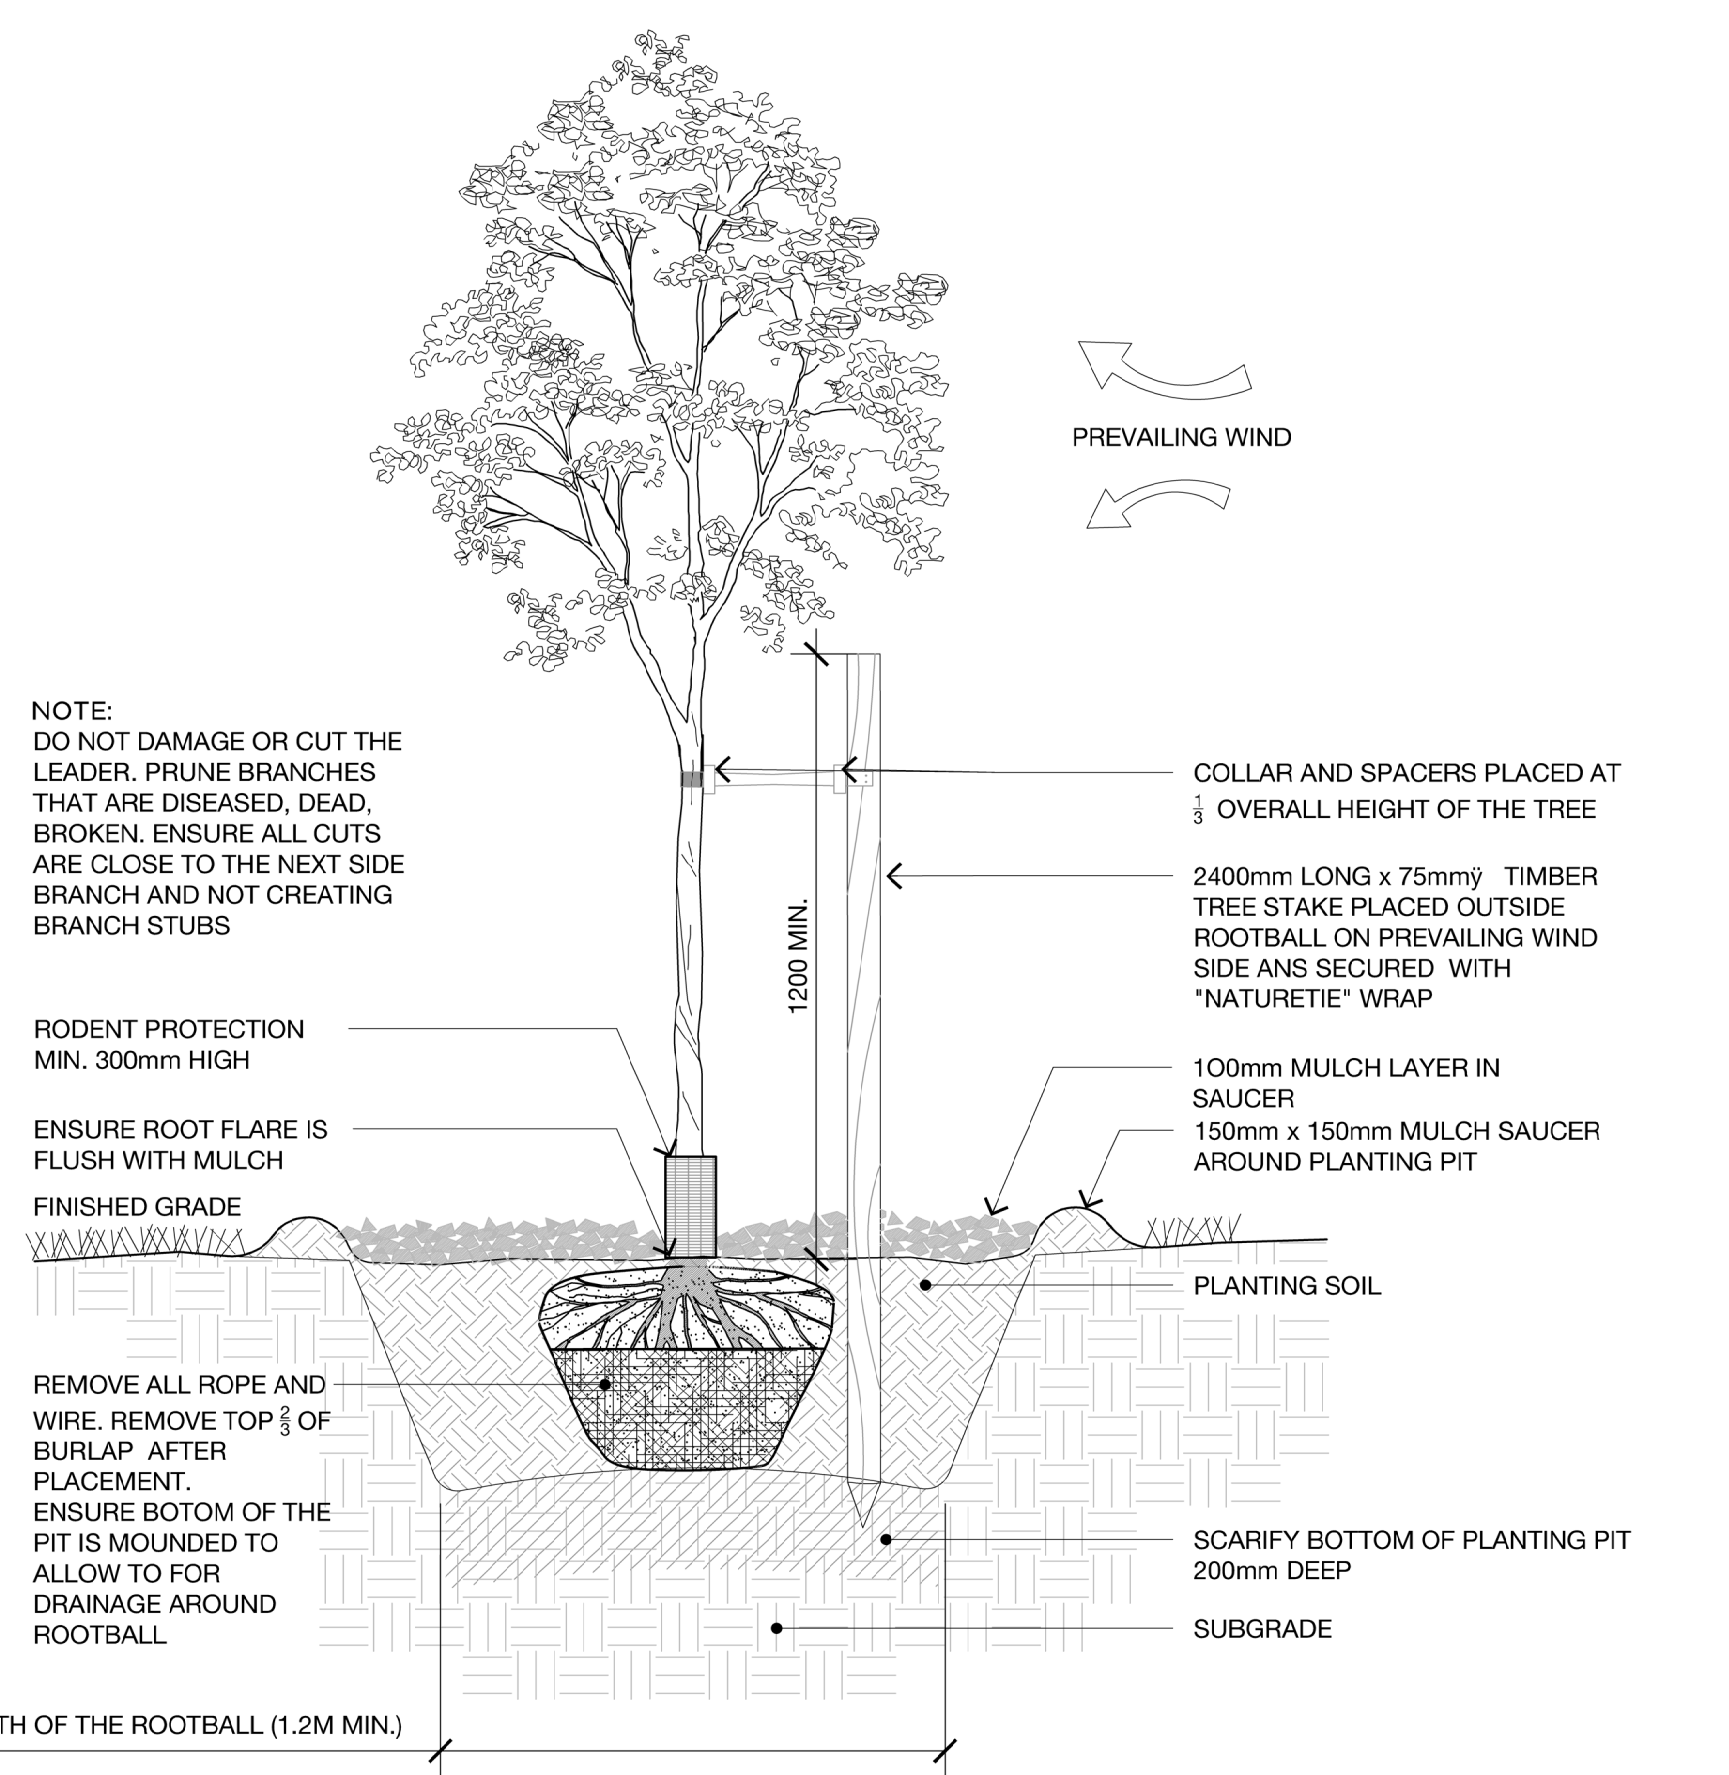 PREVAILING WIND
NOTE:
DO NOT DAMAGE OR CUT THE
LEADER. PRUNE BRANCHES
THAT ARE DISEASED, DEAD,
BROKEN. ENSURE ALL CUTS
ARE CLOSE TO THE NEXT SIDE
BRANCH AND NOT CREATING
BRANCH STUBS
RODENT PROTECTION
MIN. 300mm HIGH
ENSURE ROOT FLARE IS
FLUSH WITH MULCH
FINISHED GRADE
REMOVE ALL ROPE AND
WIRE. REMOVE TOP 2/3 OF
BURLAP AFTER
PLACEMENT.
ENSURE BOTOM OF THE
PIT IS MOUNDED TO
ALLOW TO FOR
DRAINAGE AROUND
ROOTBALL
TH OF THE ROOTBALL (1.2M MIN.)
1200 MIN.
COLLAR AND SPACERS PLACED AT
1/3 OVERALL HEIGHT OF THE TREE
2400mm LONG x 75mmÿ TIMBER
TREE STAKE PLACED OUTSIDE
ROOTBALL ON PREVAILING WIND
SIDE ANS SECURED WITH
"NATURETIE" WRAP
1OOmm MULCH LAYER IN
SAUCER
150mm x 150mm MULCH SAUCER
AROUND PLANTING PIT
PLANTING SOIL
SCARIFY BOTTOM OF PLANTING PIT
200mm DEEP
SUBGRADE